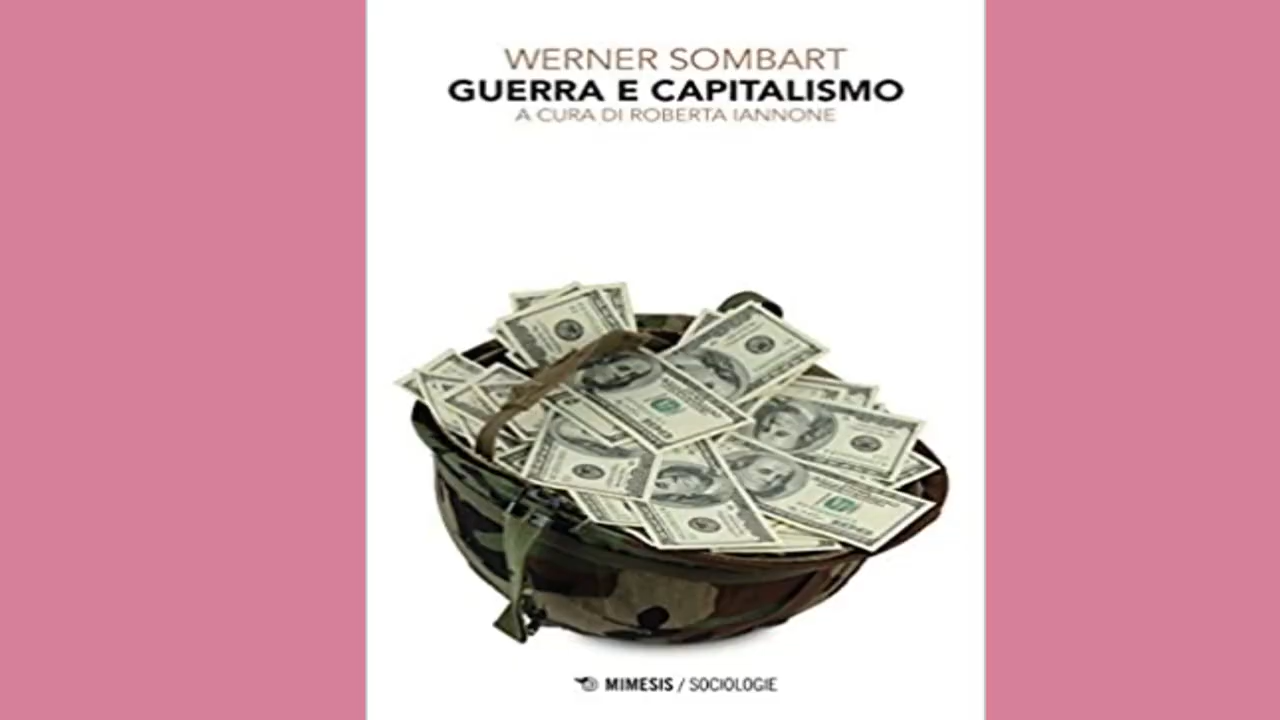 WERNER SOMBART
GUERRA E CAPITALISMO
A CURA DI ROBERTA IANNONE
MIMESIS / SOCIOLOGIE